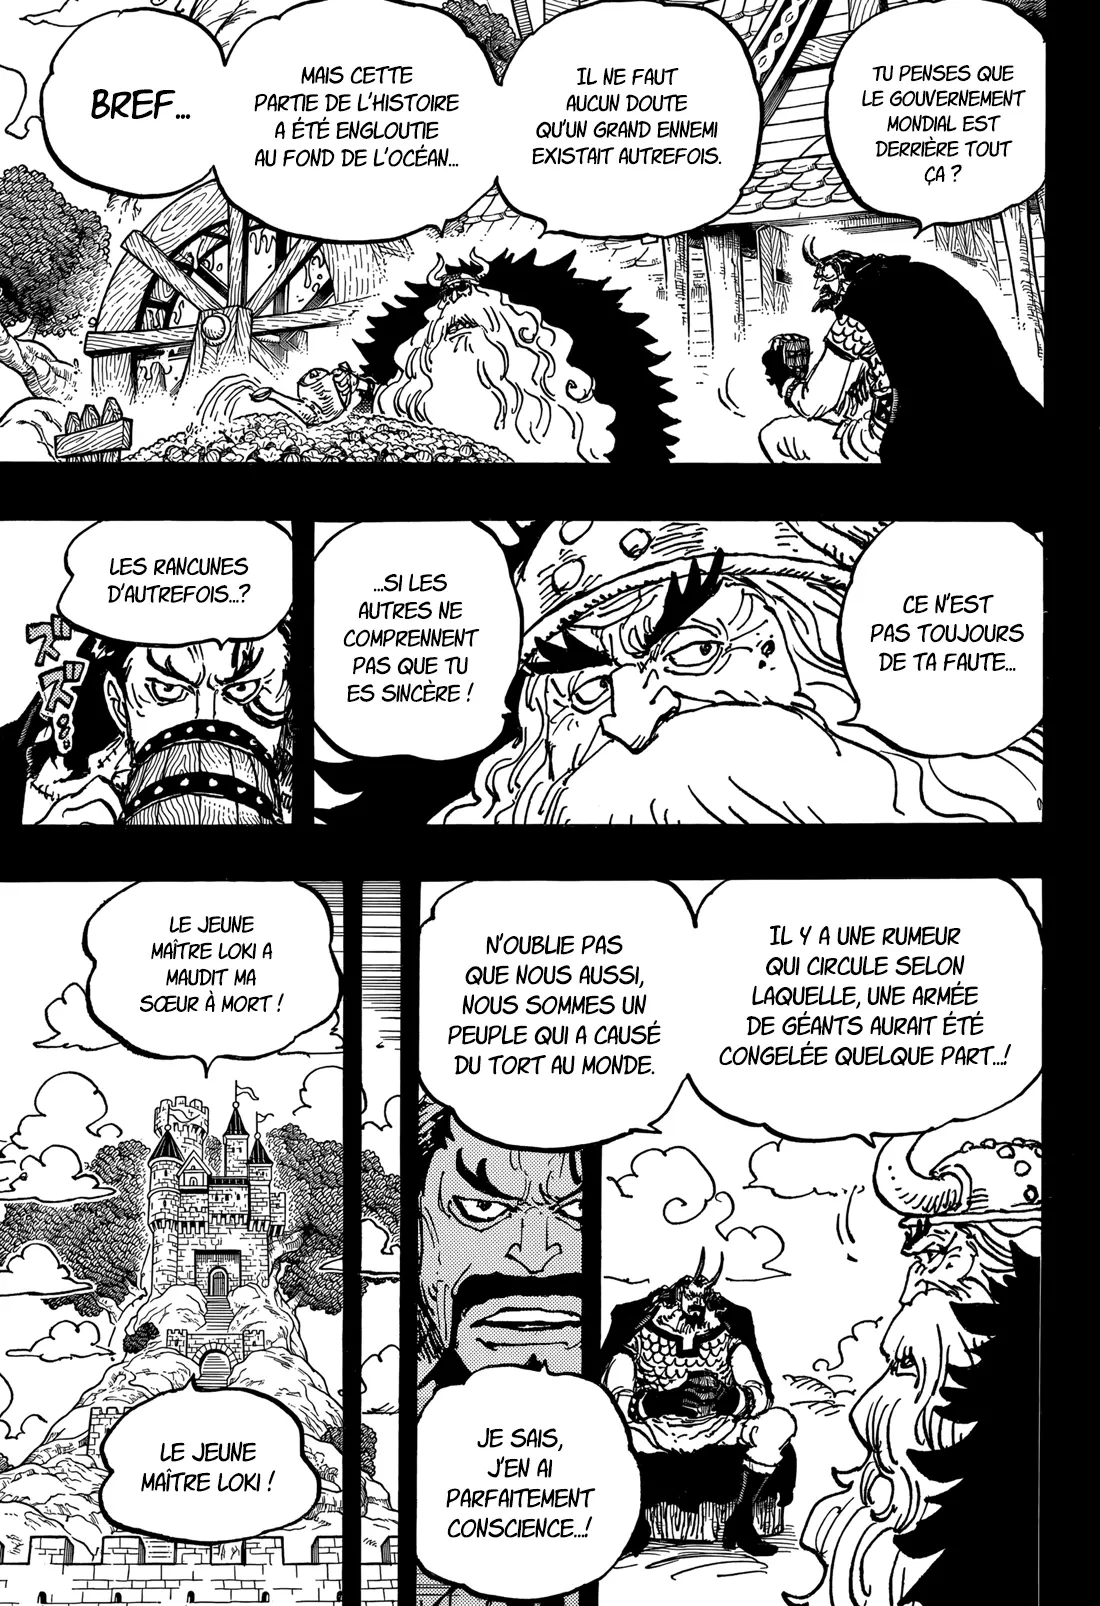 TU PENSES QUE
LE GOUVERNEMENT
MONDIAL EST
DERRIÈRE TOUT
ÇA ?
IL NE FAUT
AUCUN DOUTE
QU'UN GRAND ENNEMI
EXISTAIT AUTREFOIS.
MAIS CETTE
PARTIE DE L'HISTOIRE
A ÉTÉ ENGLOUTIE
AU FOND DE L'OCÉAN...
BREF...
CE N'EST
PAS TOUJOURS
DE TA FAUTE...
...SI LES
AUTRES NE
COMPRENNENT
PAS QUE TU
ES SINCÈRE !
LES RANCUNES
D'AUTREFOIS...?
ズズズ
IL Y A UNE RUMEUR
QUI CIRCULE SELON
LAQUELLE, UNE ARMÉE
DE GÉANTS AURAIT ÉTÉ
CONGELÉE QUELQUE PART...!
N'OUBLIE PAS
QUE NOUS AUSSI,
NOUS SOMMES UN
PEUPLE QUI A CAUSÉ
DU TORT AU MONDE.
JE SAIS,
J'EN AI
PARFAITEMENT
CONSCIENCE...!
LE JEUNE
MAÎTRE LOKI A
MAUDIT MA
SŒUR À MORT !
LE JEUNE
MAÎTRE LOKI !